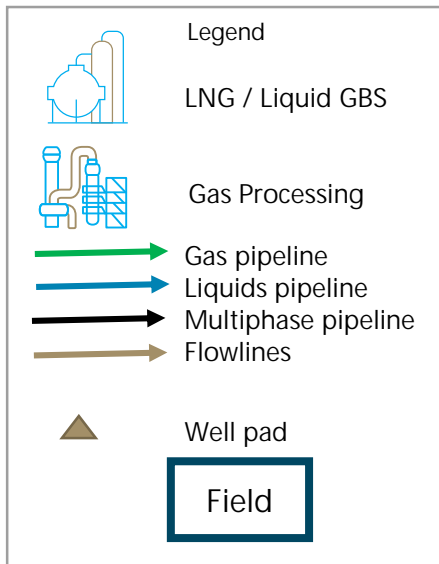 Legend
LNG / Liquid GBS
Gas Processing
Gas pipeline
Liquids pipeline
Multiphase pipeline
Flowlines
Well pad
Field